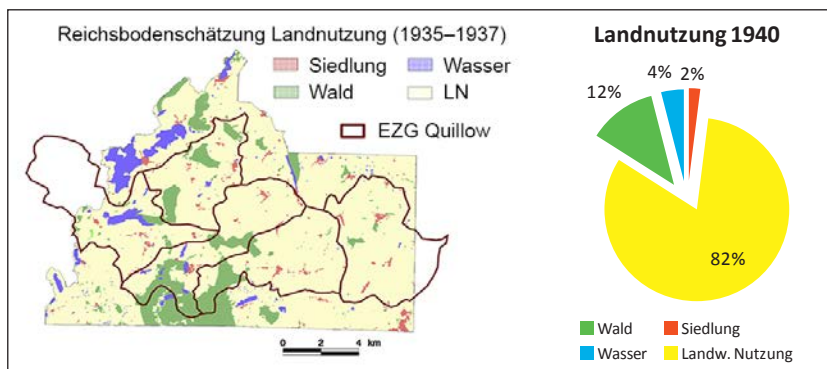 Reichsbodenschätzung Landnutzung (1935–1937)
Siedlung Wasser
Wald LN
EZG Quillow
0 2 4 km
Landnutzung 1940
12% 4% 2%
82%
Wald Siedlung
Wasser Landw. Nutzung